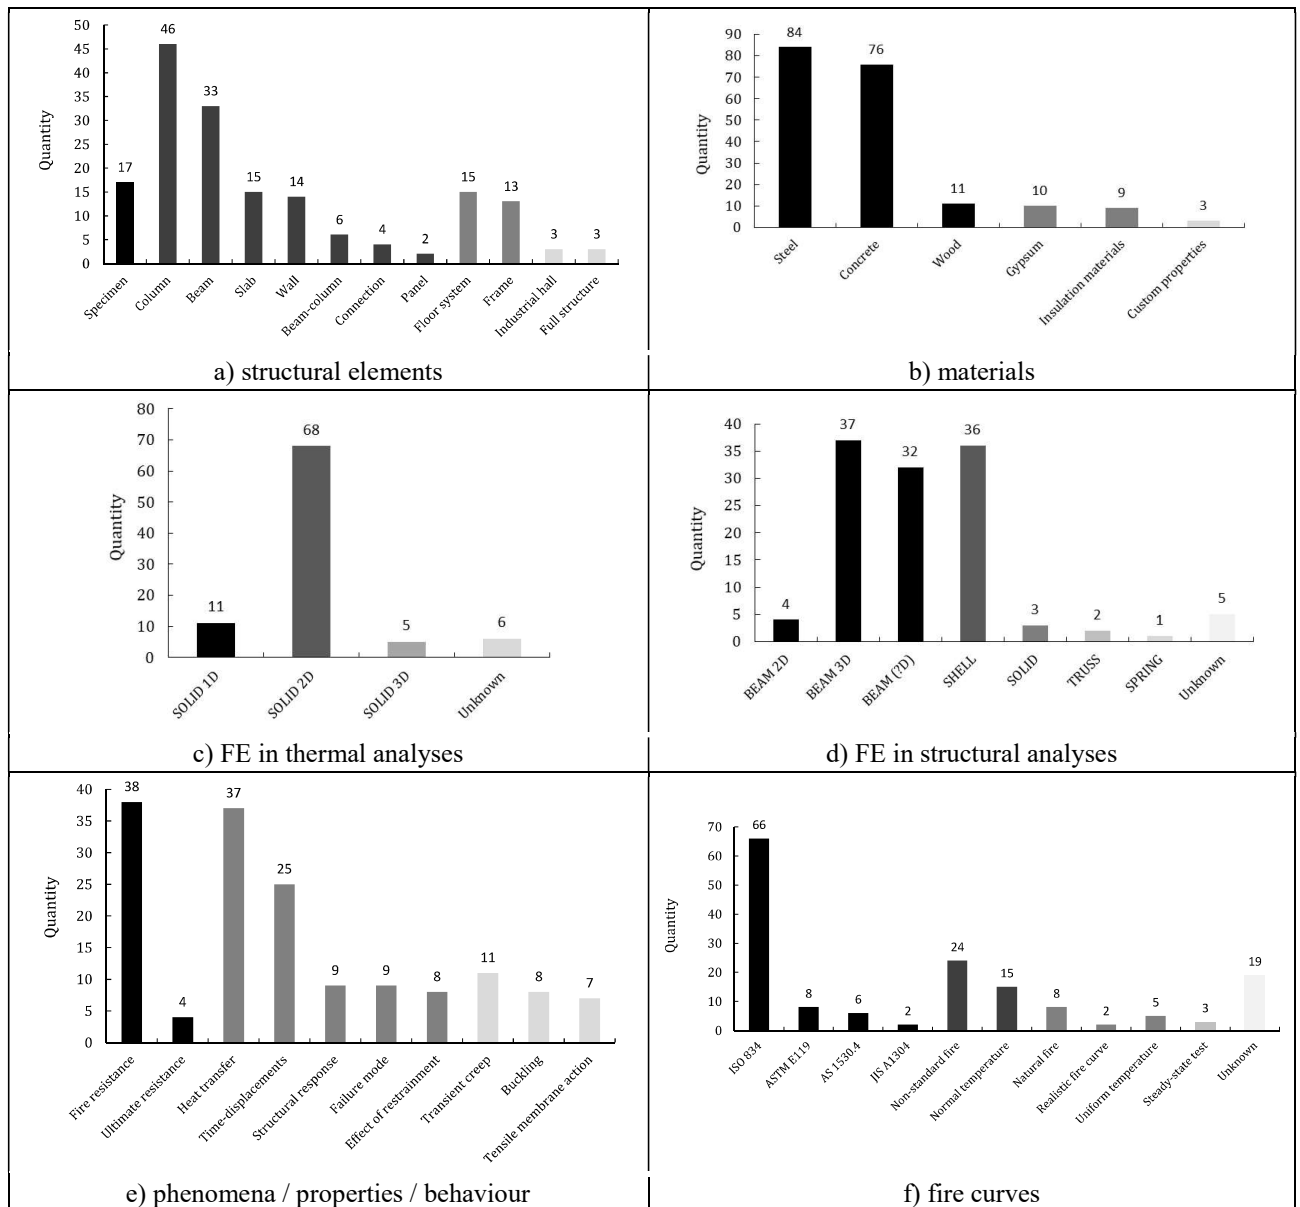 50
45
40
35
30
25
20
15
10
5
0
Quantity
17
46
33
15
14
6
4
2
15
13
3
3
Specimen
Column
Beam
Slab
Wall
Beam-column
Connection
Panel
Floor system
Frame
Industrial hall
Full structure
a) structural elements
90
80
70
60
50
40
30
20
10
0
Quantity
84
76
11
10
9
3
Steel
Concrete
Wood
Gypsum
Insulation materials
Custom properties
b) materials
80
70
60
50
40
30
20
10
0
Quantity
11
68
5
6
SOLID 1D
SOLID 2D
SOLID 3D
Unknown
c) FE in thermal analyses
40
35
30
25
20
15
10
5
0
Quantity
4
37
32
36
3
2
1
5
BEAM 2D
BEAM 3D
BEAM (?D)
SHELL
SOLID
TRUSS
SPRING
Unknown
d) FE in structural analyses
40
35
30
25
20
15
10
5
0
Quantity
38
4
37
25
9
9
8
11
8
7
Fire resistance
Ultimate resistance
Heat transfer
Time-displacements
Structural response
Failure mode
Effect of restrainment
Transient creep
Buckling
Tensile membrane action
e) phenomena / properties / behaviour
70
60
50
40
30
20
10
0
Quantity
66
8
6
2
24
15
8
2
5
3
19
ISO 834
ASTM E119
AS 1530.4
JIS A1304
Non-standard fire
Normal temperature
Natural fire
Realistic fire curve
Uniform temperature
Steady-state test
Unknown
f) fire curves